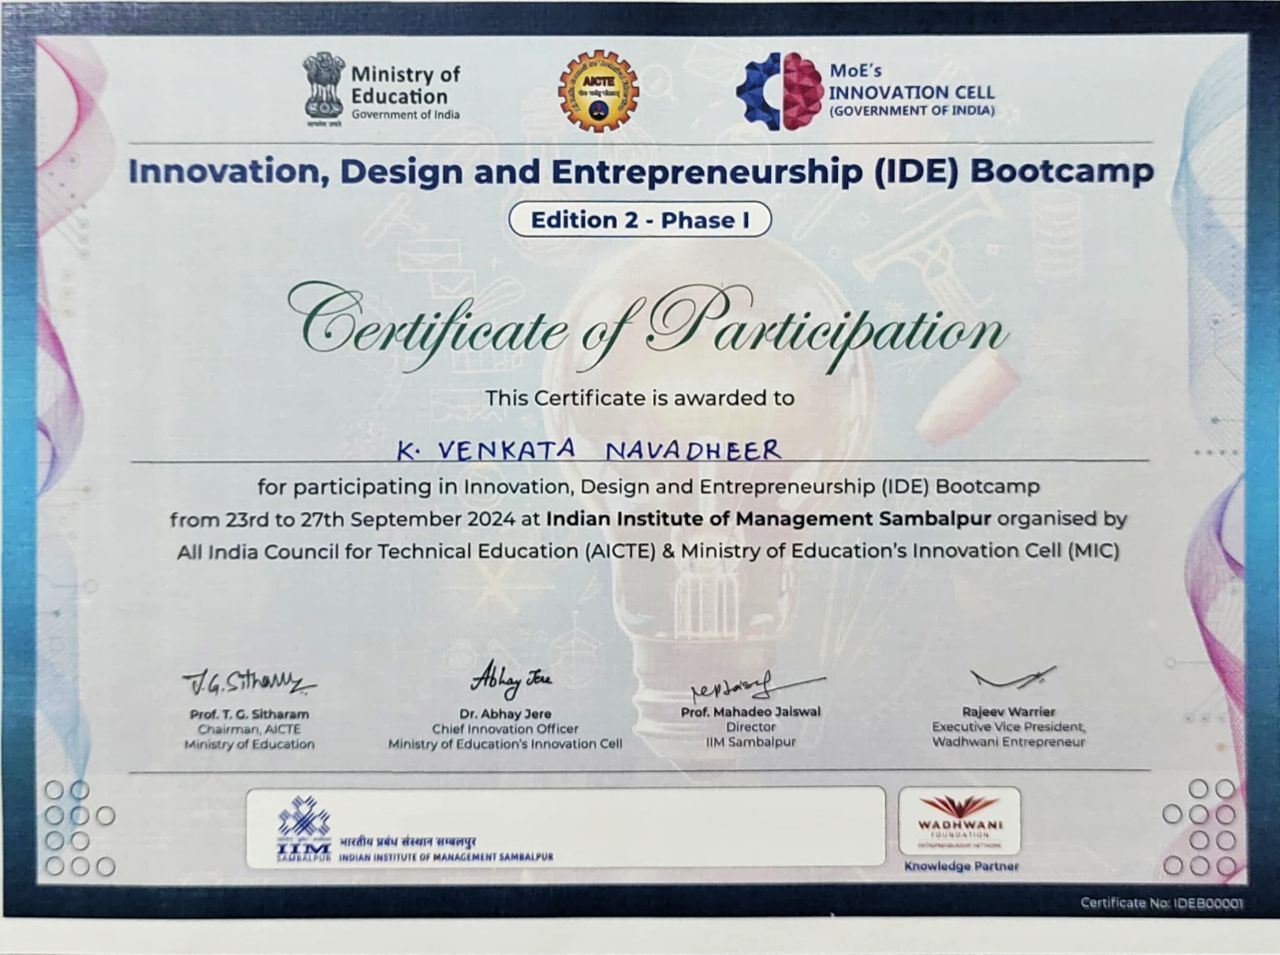 Ministry of
Education
Government of India
AICTE
MoE's
INNOVATION CELL
(GOVERNMENT OF INDIA)
Innovation, Design and Entrepreneurship (IDE) Bootcamp
Edition 2 - Phase I
Certificate of Participation
This Certificate is awarded to
K. VENKATA NAVADHEER
for participating in Innovation, Design and Entrepreneurship (IDE) Bootcamp
from 23rd to 27th September 2024 at Indian Institute of Management Sambalpur organised by
All India Council for Technical Education (AICTE) & Ministry of Education's Innovation Cell (MIC)
T.G. Sitharam
Abhay Jere
Prof. T. G. Sitharam
Chairman, AICTE
Ministry of Education
Dr. Abhay Jere
Chief Innovation Officer
Ministry of Education's Innovation Cell
Prof. Mahadeo Jaiswal
Director
IIM Sambalpur
Rajeev Warrier
Executive Vice President,
Wadhwani Entrepreneur
IIM
SAMBALPUR
भारतीय प्रबंध संस्थान सम्बलपुर
INDIAN INSTITUTE OF MANAGEMENT SAMBALPUR
WADHWANI
FOUNDATION
ENTREPRENEURSHIP NETWORK
Knowledge Partner
Certificate No: IDEB00001